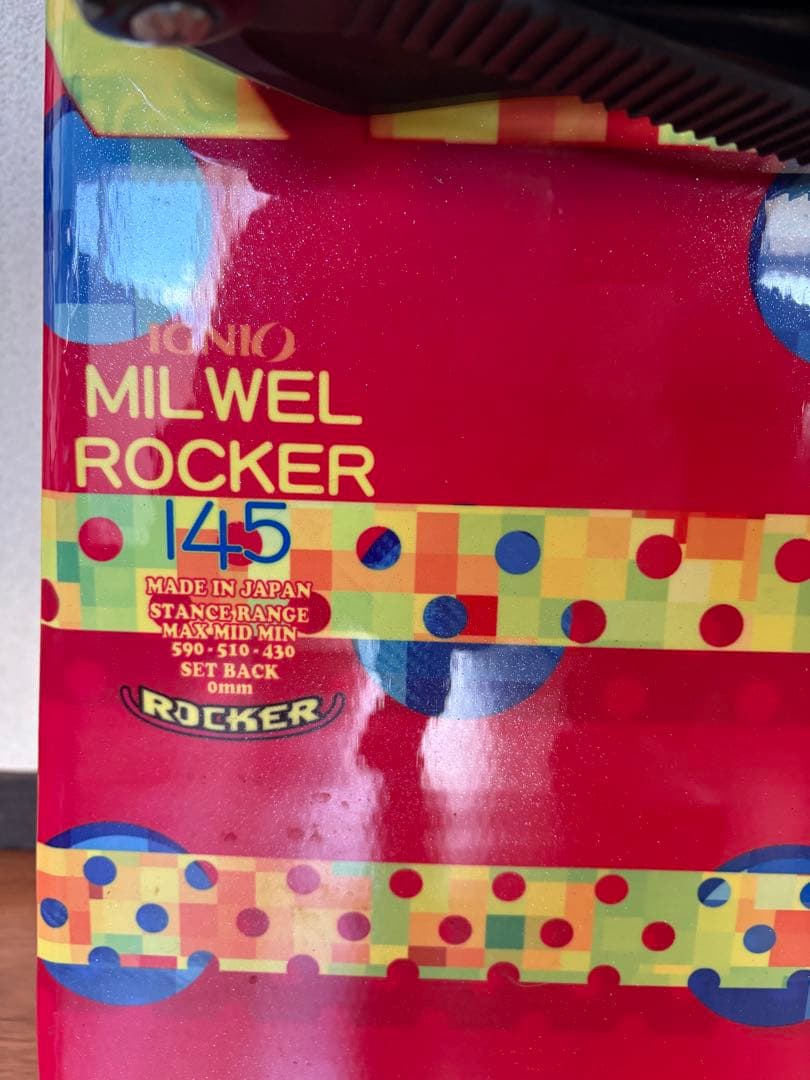 IGNIO
MILWEL
ROCKER
145
MADE IN JAPAN
STANCE RANGE
MAX·MID·MIN
590·510·430
SET BACK
0mm
ROCKER